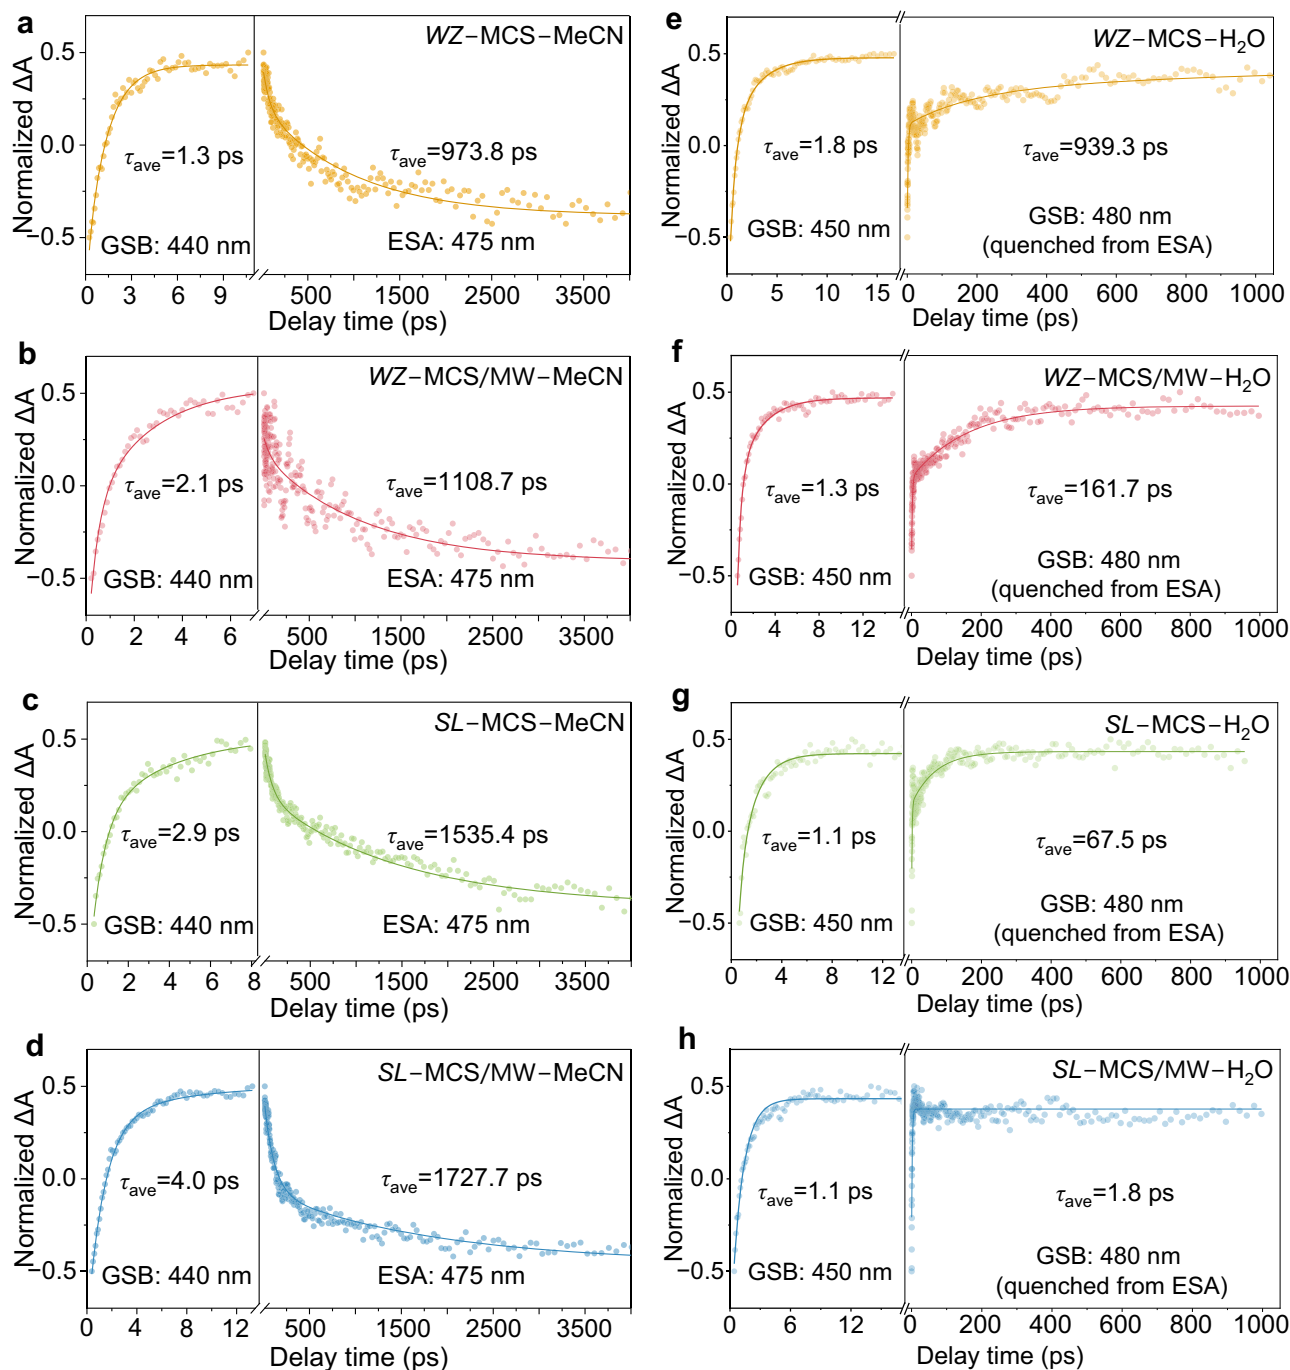 a
WZ−MCS−MeCN
Normalized ΔA
0.5
0.0
−0.5
τave=1.3 ps
τave=973.8 ps
GSB: 440 nm
ESA: 475 nm
0 3 6 9 500 1500 2500 3500
Delay time (ps)
e
WZ−MCS−H2O
Normalized ΔA
0.5
0.0
−0.5
τave=1.8 ps
τave=939.3 ps
GSB: 450 nm
GSB: 480 nm
(quenched from ESA)
0 5 10 15 0 200 400 600 800 1000
Delay time (ps)
b
WZ−MCS/MW−MeCN
Normalized ΔA
0.5
0.0
−0.5
τave=2.1 ps
τave=1108.7 ps
GSB: 440 nm
ESA: 475 nm
0 2 4 6 500 1500 2500 3500
Delay time (ps)
f
WZ−MCS/MW−H2O
Normalized ΔA
0.5
0.0
−0.5
τave=1.3 ps
τave=161.7 ps
GSB: 450 nm
GSB: 480 nm
(quenched from ESA)
0 4 8 12 0 200 400 600 800 1000
Delay time (ps)
c
SL−MCS−MeCN
Normalized ΔA
0.5
0.0
−0.5
τave=2.9 ps
τave=1535.4 ps
GSB: 440 nm
ESA: 475 nm
0 2 4 6 8 500 1500 2500 3500
Delay time (ps)
g
SL−MCS−H2O
Normalized ΔA
0.5
0.0
−0.5
τave=1.1 ps
τave=67.5 ps
GSB: 450 nm
GSB: 480 nm
(quenched from ESA)
0 4 8 12 0 200 400 600 800 1000
Delay time (ps)
d
SL−MCS/MW−MeCN
Normalized ΔA
0.5
0.0
−0.5
τave=4.0 ps
τave=1727.7 ps
GSB: 440 nm
ESA: 475 nm
0 4 8 12 500 1500 2500 3500
Delay time (ps)
h
SL−MCS/MW−H2O
Normalized ΔA
0.5
0.0
−0.5
τave=1.1 ps
τave=1.8 ps
GSB: 450 nm
GSB: 480 nm
(quenched from ESA)
0 6 12 0 200 400 600 800 1000
Delay time (ps)